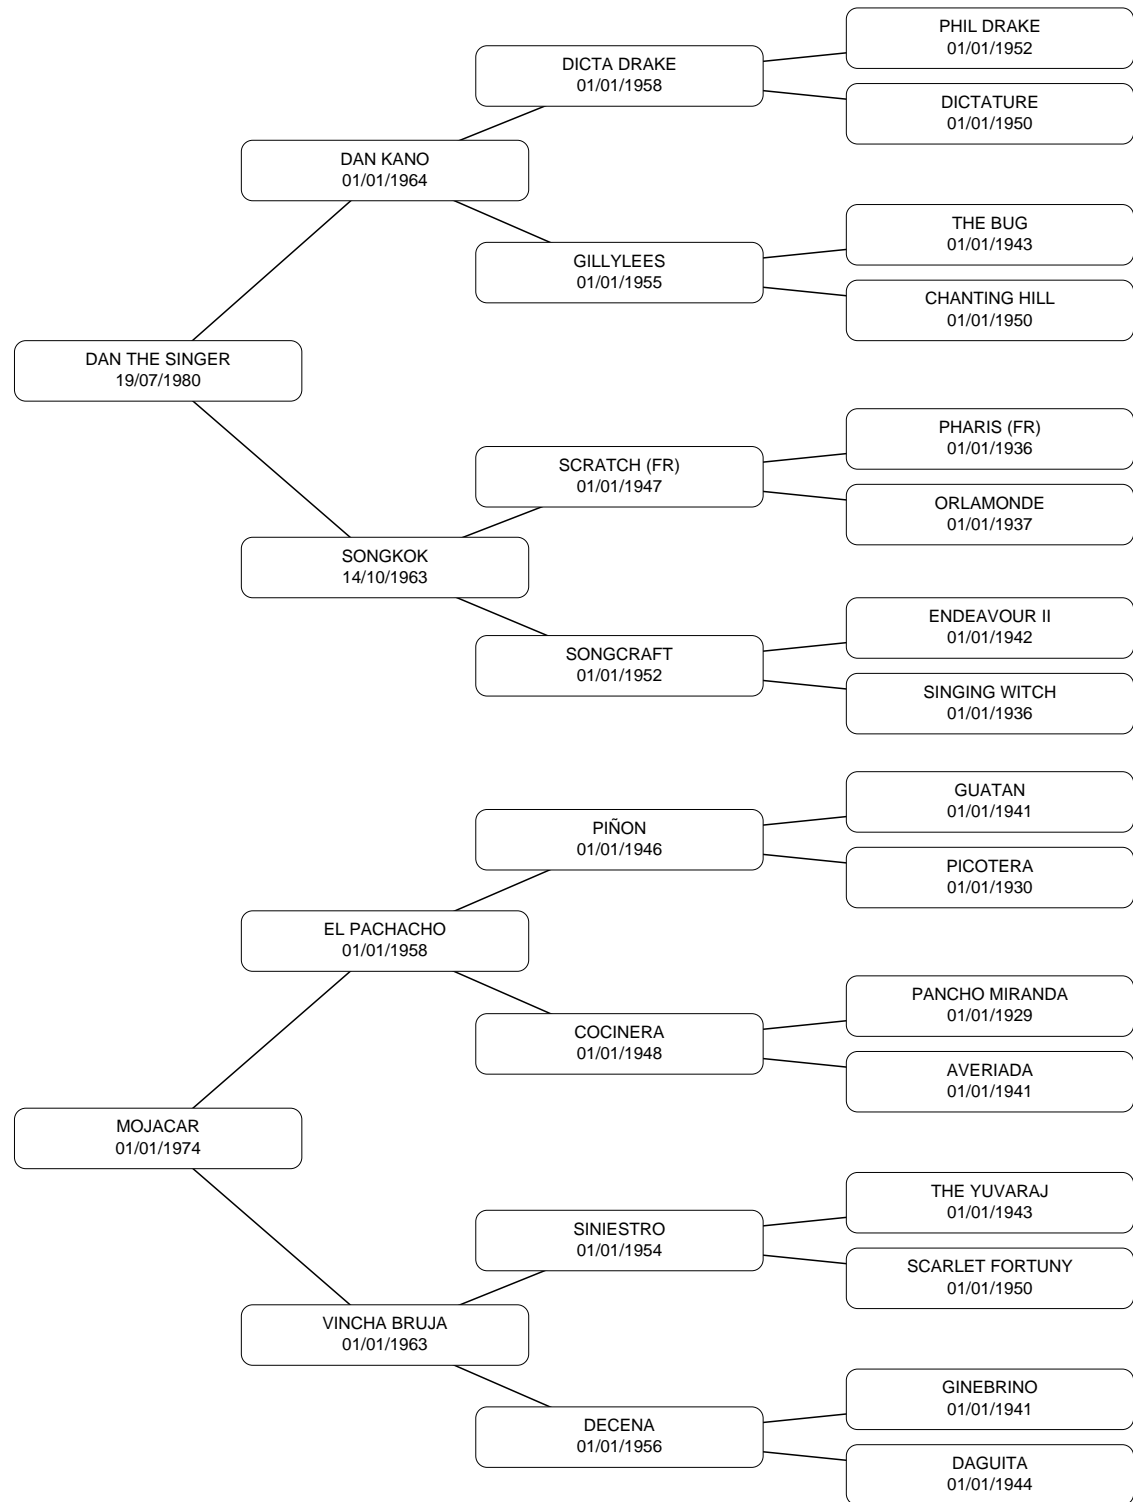 PHIL DRAKE
01/01/1952
DICTA DRAKE
01/01/1958
DICTATURE
01/01/1950
DAN KANO
01/01/1964
THE BUG
01/01/1943
GILLYLEES
01/01/1955
CHANTING HILL
01/01/1950
DAN THE SINGER
19/07/1980
PHARIS (FR)
01/01/1936
SCRATCH (FR)
01/01/1947
ORLAMONDE
01/01/1937
SONGKOK
14/10/1963
ENDEAVOUR II
01/01/1942
SONGCRAFT
01/01/1952
SINGING WITCH
01/01/1936
GUATAN
01/01/1941
PIÑON
01/01/1946
PICOTERA
01/01/1930
EL PACHACHO
01/01/1958
PANCHO MIRANDA
01/01/1929
COCINERA
01/01/1948
AVERIADA
01/01/1941
MOJACAR
01/01/1974
THE YUVARAJ
01/01/1943
SINIESTRO
01/01/1954
SCARLET FORTUNY
01/01/1950
VINCHA BRUJA
01/01/1963
GINEBRINO
01/01/1941
DECENA
01/01/1956
DAGUITA
01/01/1944